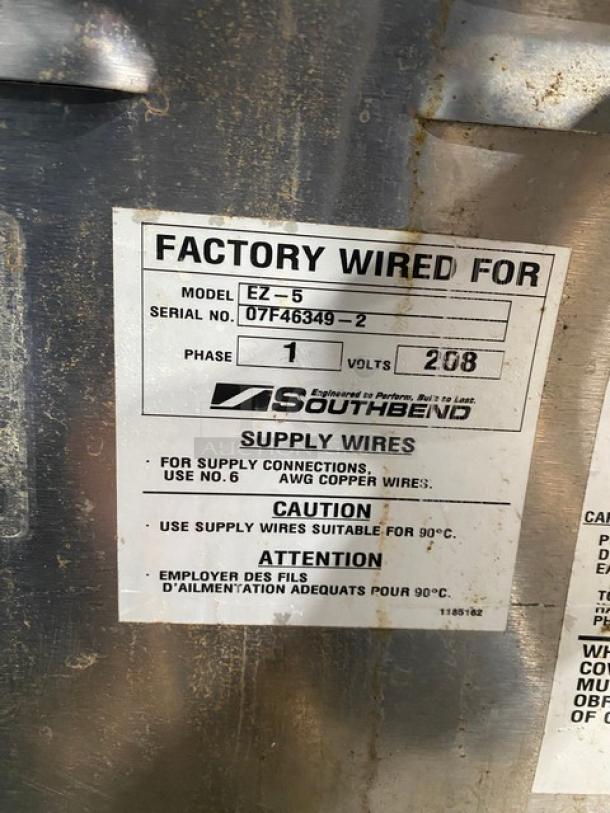 FACTORY WIRED FOR
MODEL EZ-5
SERIAL NO. 07F46349-2
PHASE 1 VOLTS 208
Engineered to Perform, Built to Last.
SOUTHBEND
SUPPLY WIRES
· FOR SUPPLY CONNECTIONS,
USE NO. 6 AWG COPPER WIRES.
CAUTION
· USE SUPPLY WIRES SUITABLE FOR 90°C.
ATTENTION
· EMPLOYER DES FILS
D'AILMENTATION ADEQUATS POUR 90°C.
1185162